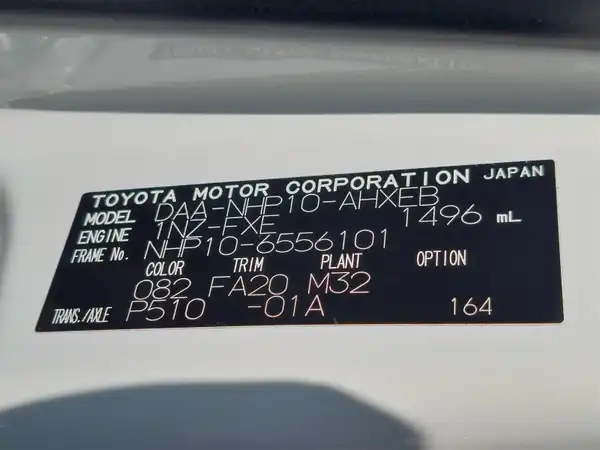 TOYOTA MOTOR CORPORATION JAPAN
MODEL DAA-NHP10-AHXEB
ENGINE 1NZ-FXE 1496 mL
FRAME No. NHP10-6556101
COLOR TRIM PLANT OPTION
082 FA20 M32
TRANS./AXLE P510 -01A 164